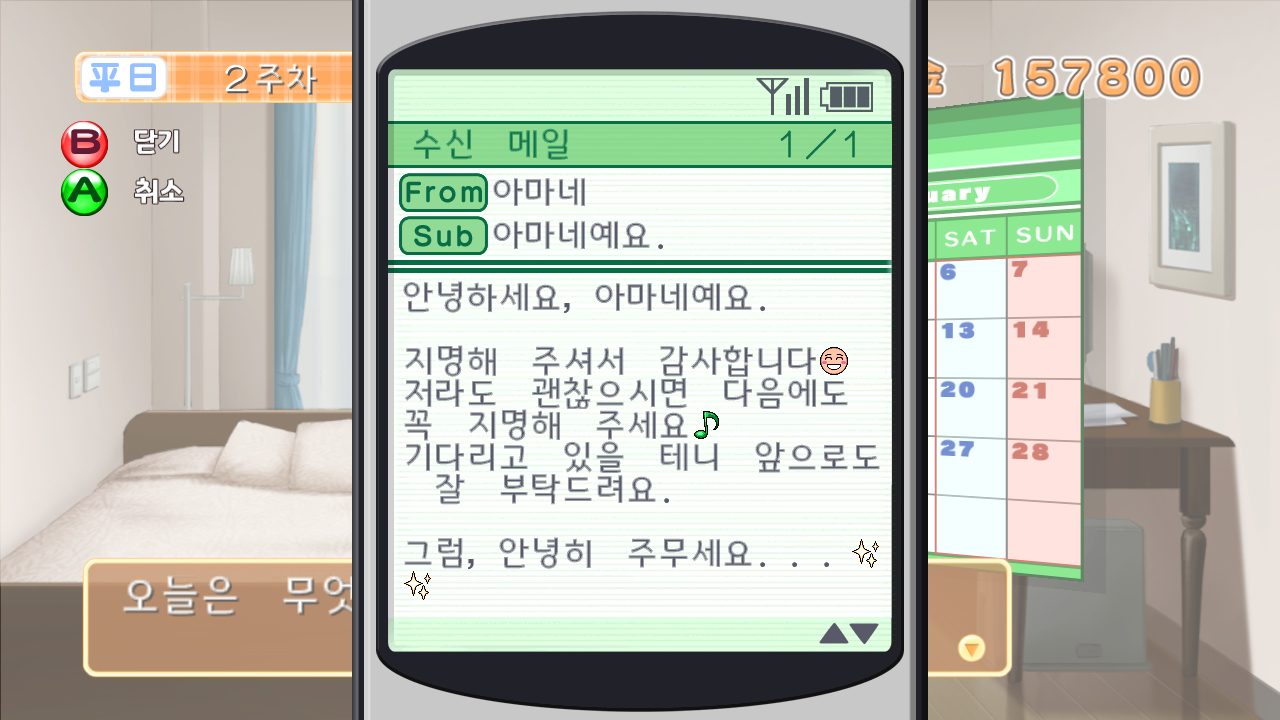 平日 2주차
金 157800
B 닫기
A 취소
수신 메일 1/1
From 아마네
Sub 아마네예요.
안녕하세요, 아마네예요.
지명해 주셔서 감사합니다
저라도 괜찮으시면 다음에도
꼭 지명해 주세요♪
기다리고 있을 테니 앞으로도
잘 부탁드려요.
그럼, 안녕히 주무세요...
uary
SAT SUN
6 7
13 14
20 21
27 28
오늘은 무엇